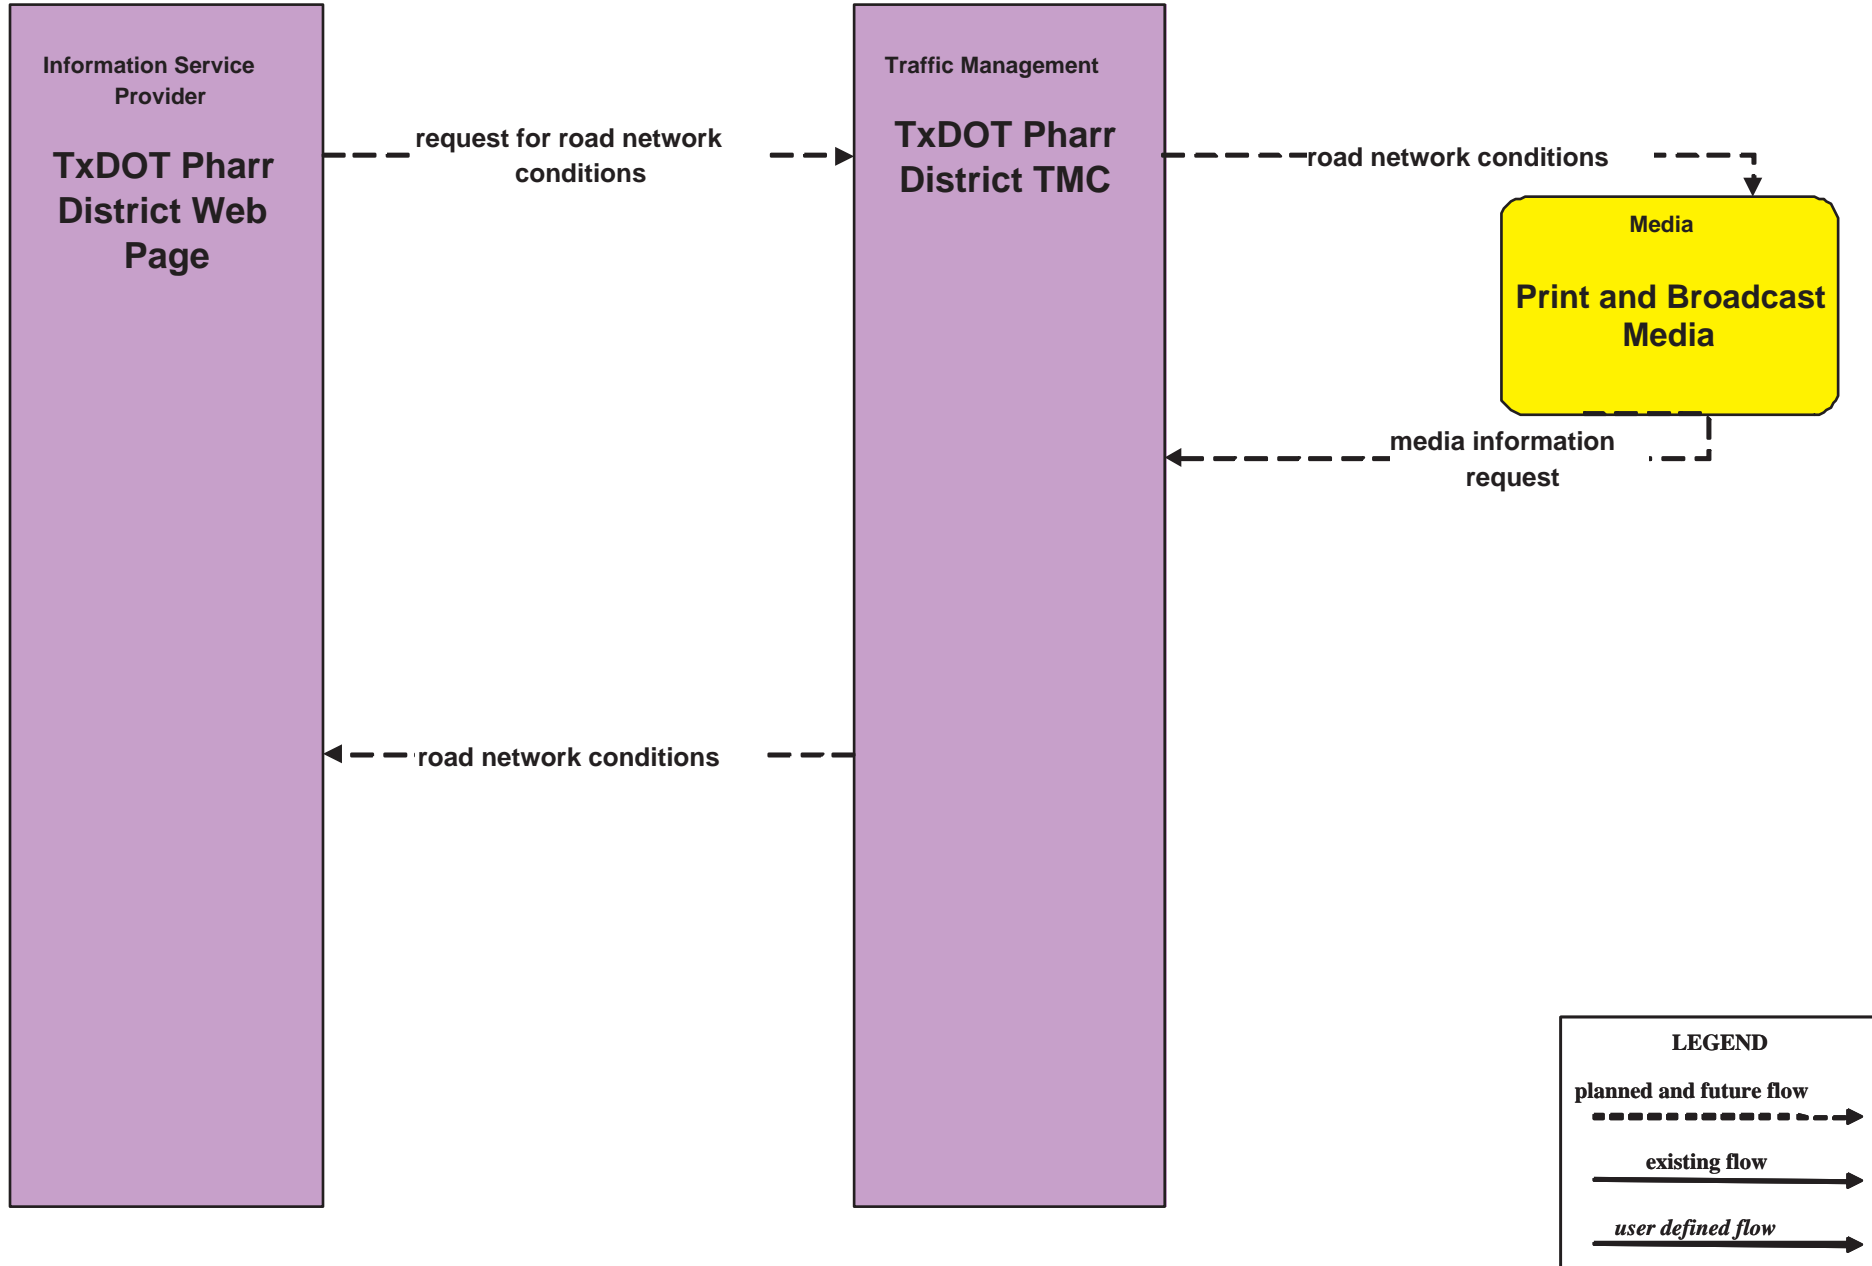 Information Service
Provider
TxDOT Pharr
District Web
Page
request for road network
conditions
Traffic Management
TxDOT Pharr
District TMC
road network conditions
Media
Print and Broadcast
Media
media information
request
road network conditions
LEGEND
planned and future flow
existing flow
user defined flow